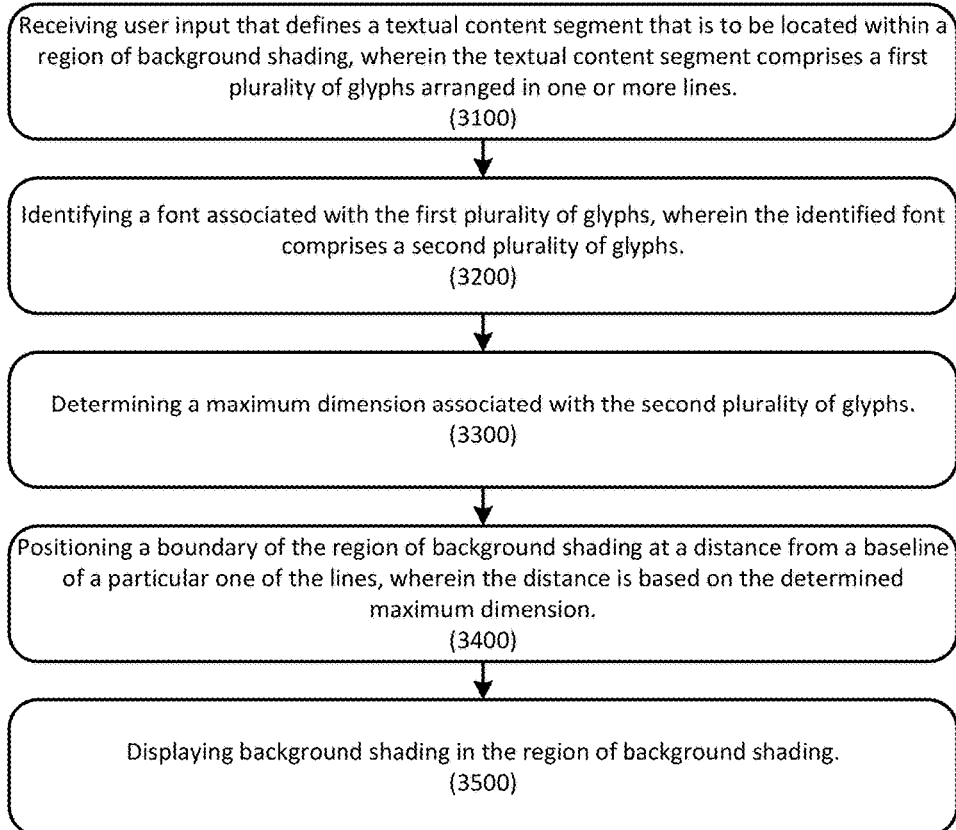 Receiving user input that defines a textual content segment that is to be located within a
region of background shading, wherein the textual content segment comprises a first
plurality of glyphs arranged in one or more lines.
(3100)
Identifying a font associated with the first plurality of glyphs, wherein the identified font
comprises a second plurality of glyphs.
(3200)
Determining a maximum dimension associated with the second plurality of glyphs.
(3300)
Positioning a boundary of the region of background shading at a distance from a baseline
of a particular one of the lines, wherein the distance is based on the determined
maximum dimension.
(3400)
Displaying background shading in the region of background shading.
(3500)